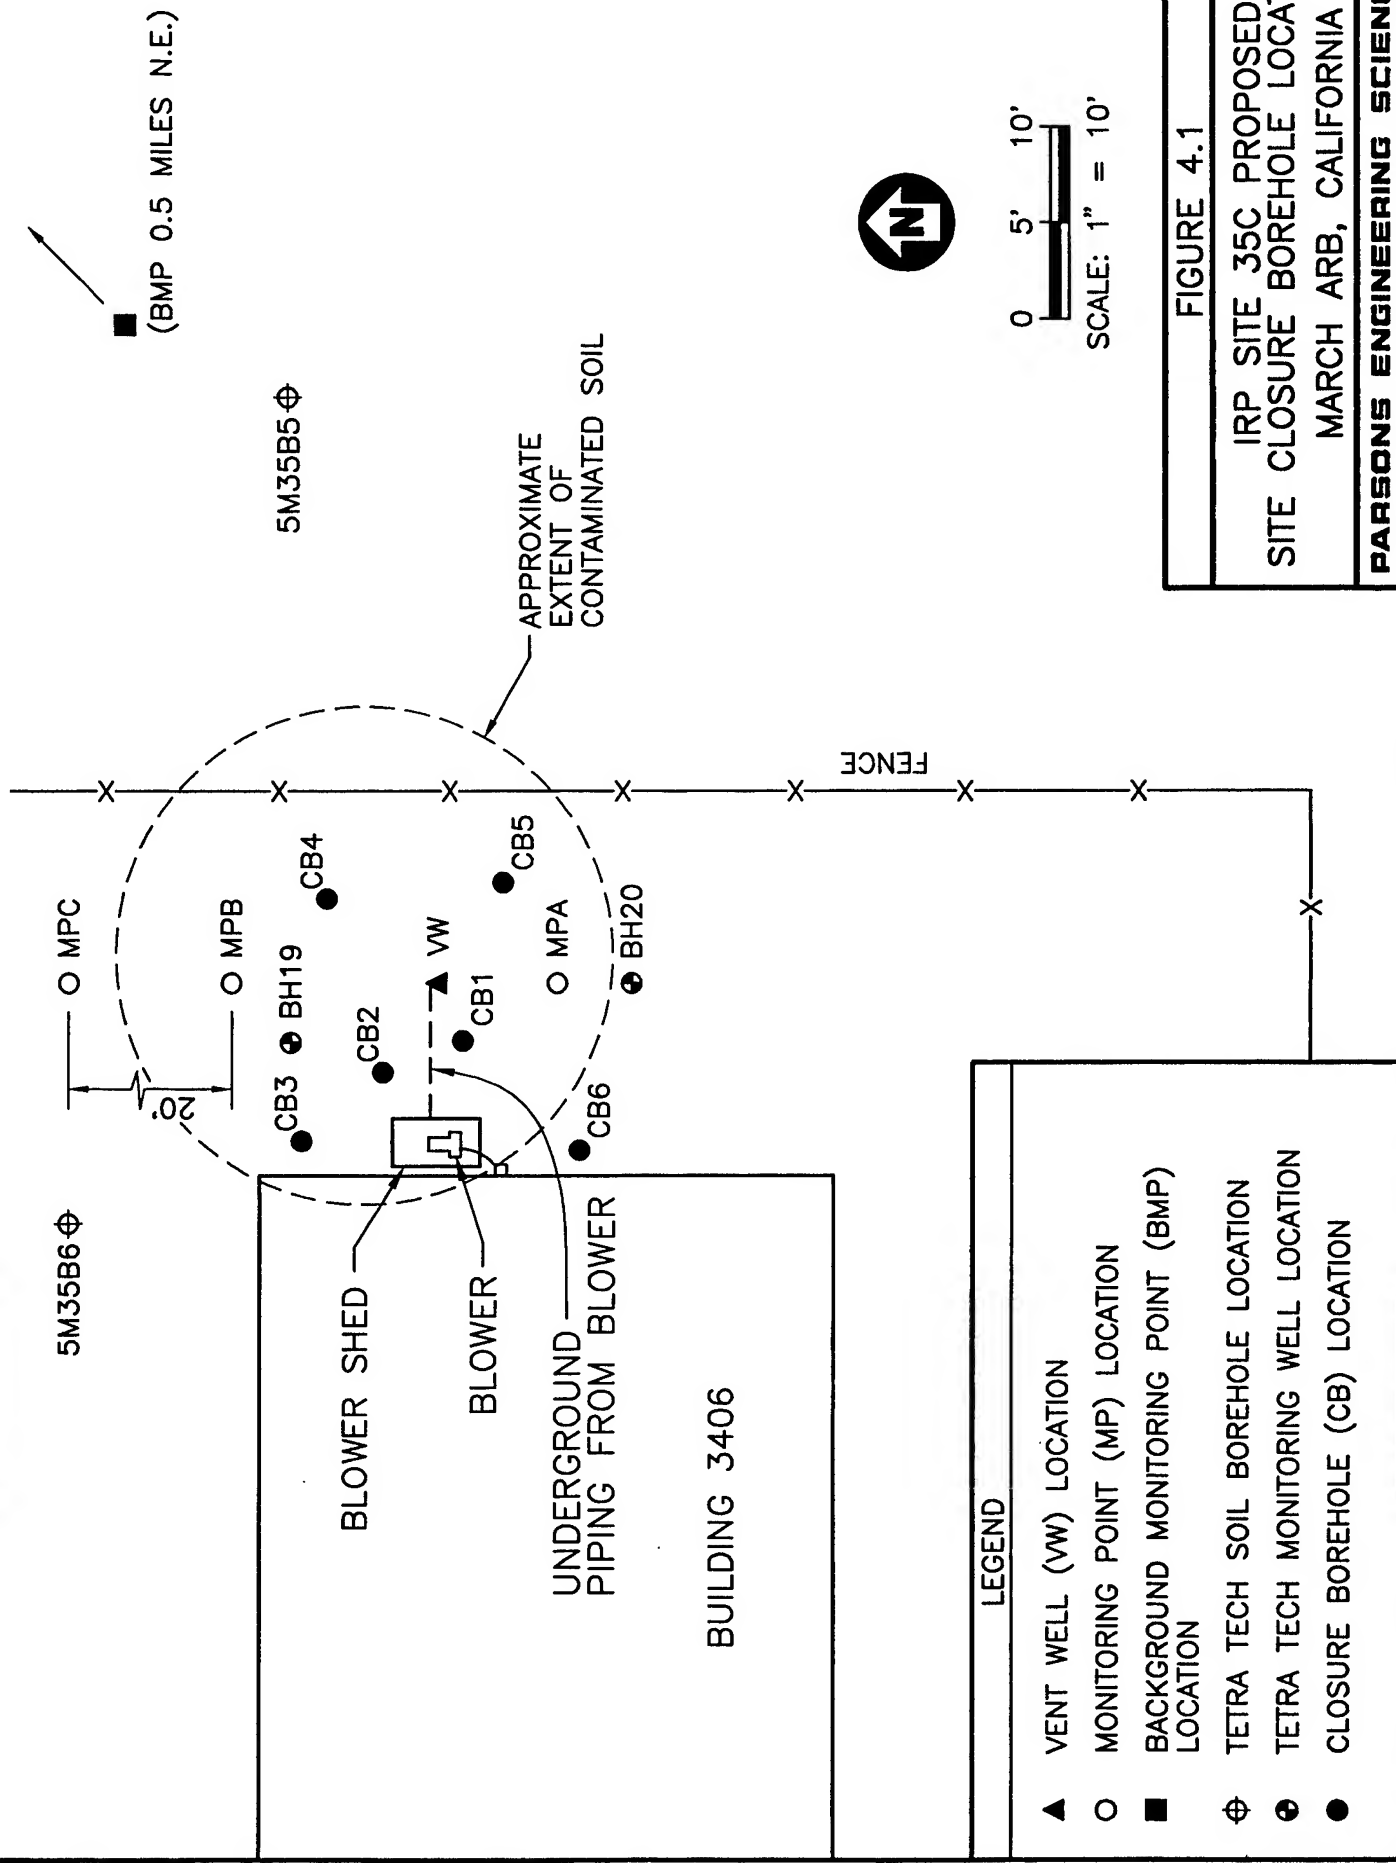 (BMP 0.5 MILES N.E.)
5M35B6
MPC
5M35B5
20'
MPB
CB3
BH19
CB4
BLOWER SHED
CB2
VW
BLOWER
CB1
CB5
APPROXIMATE
EXTENT OF
CONTAMINATED SOIL
UNDERGROUND
PIPING FROM BLOWER
CB6
MPA
BH20
BUILDING 3406
FENCE
X
X
X
X
X
X
X
X
N
0 5' 10'
SCALE: 1" = 10'
LEGEND
VENT WELL (VW) LOCATION
MONITORING POINT (MP) LOCATION
BACKGROUND MONITORING POINT (BMP)
LOCATION
TETRA TECH SOIL BOREHOLE LOCATION
TETRA TECH MONITORING WELL LOCATION
CLOSURE BOREHOLE (CB) LOCATION
FIGURE 4.1
IRP SITE 35C PROPOSED
SITE CLOSURE BOREHOLE LOCAT
MARCH ARB, CALIFORNIA
PARSONS ENGINEERING SCIENC